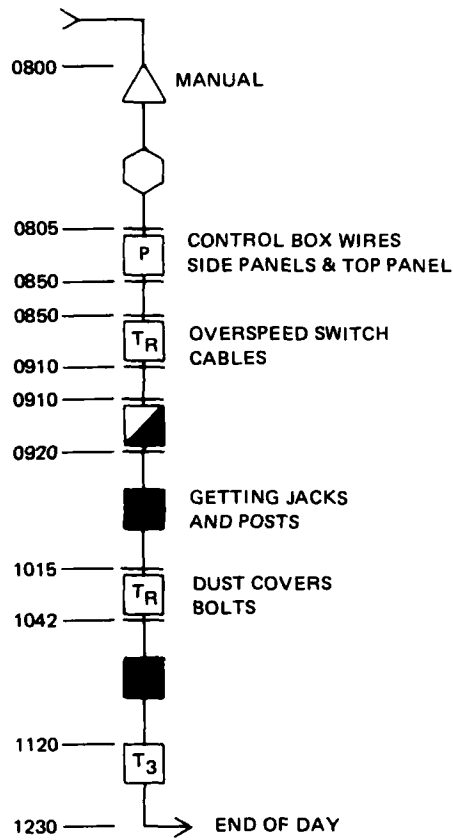 0800
MANUAL
0805
P
CONTROL BOX WIRES
SIDE PANELS & TOP PANEL
0850
0850
TR
OVERSPEED SWITCH
CABLES
0910
0910
0920
GETTING JACKS
AND POSTS
1015
TR
DUST COVERS
BOLTS
1042
1120
T3
1230
END OF DAY